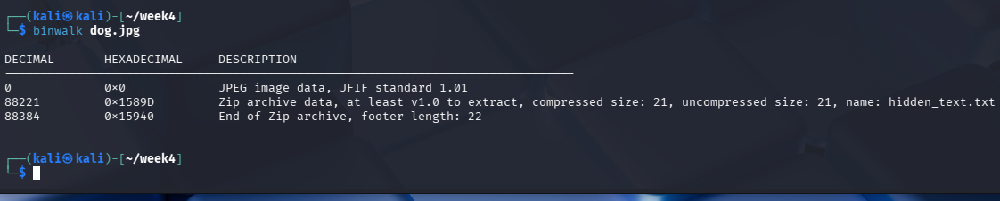 ┌──(kali㉿kali)-[~/week4]
└─$ binwalk dog.jpg
DECIMAL       HEXADECIMAL     DESCRIPTION
--------------------------------------------------------------------------------
0             0x0             JPEG image data, JFIF standard 1.01
88221         0x1589D         Zip archive data, at least v1.0 to extract, compressed size: 21, uncompressed size: 21, name: hidden_text.txt
88384         0x15940         End of Zip archive, footer length: 22
┌──(kali㉿kali)-[~/week4]
└─$